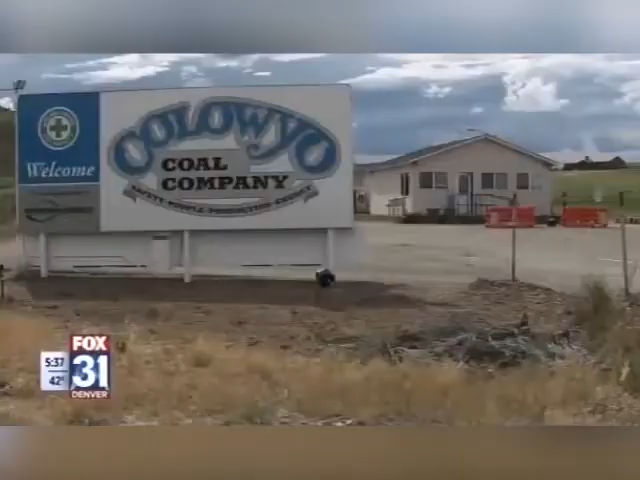 COLOWYO
COAL
COMPANY
Welcome
FOX
5:37
42°
31
DENVER